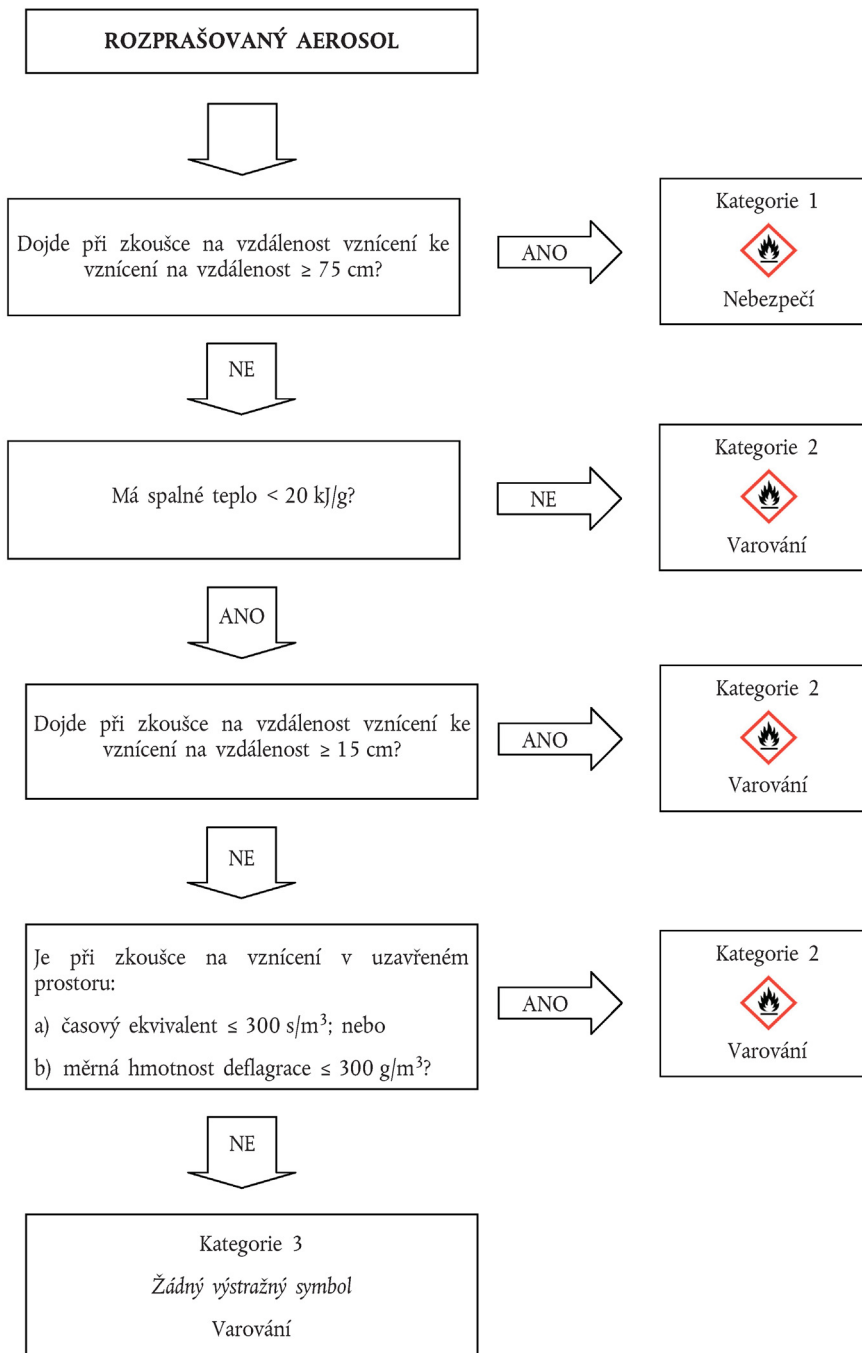 ROZPRAŠOVANÝ AEROSOL
Dojde při zkoušce na vzdálenost vznícení ke
vznícení na vzdálenost ≥ 75 cm?
ANO
Kategorie 1
Nebezpečí
NE
Má spalné teplo < 20 kJ/g?
NE
Kategorie 2
Varování
ANO
Dojde při zkoušce na vzdálenost vznícení ke
vznícení na vzdálenost ≥ 15 cm?
ANO
Kategorie 2
Varování
NE
Je při zkoušce na vznícení v uzavřeném
prostoru:
a) časový ekvivalent ≤ 300 s/m³; nebo
b) měrná hmotnost deflagrace ≤ 300 g/m³?
ANO
Kategorie 2
Varování
NE
Kategorie 3
Žádný výstražný symbol
Varování